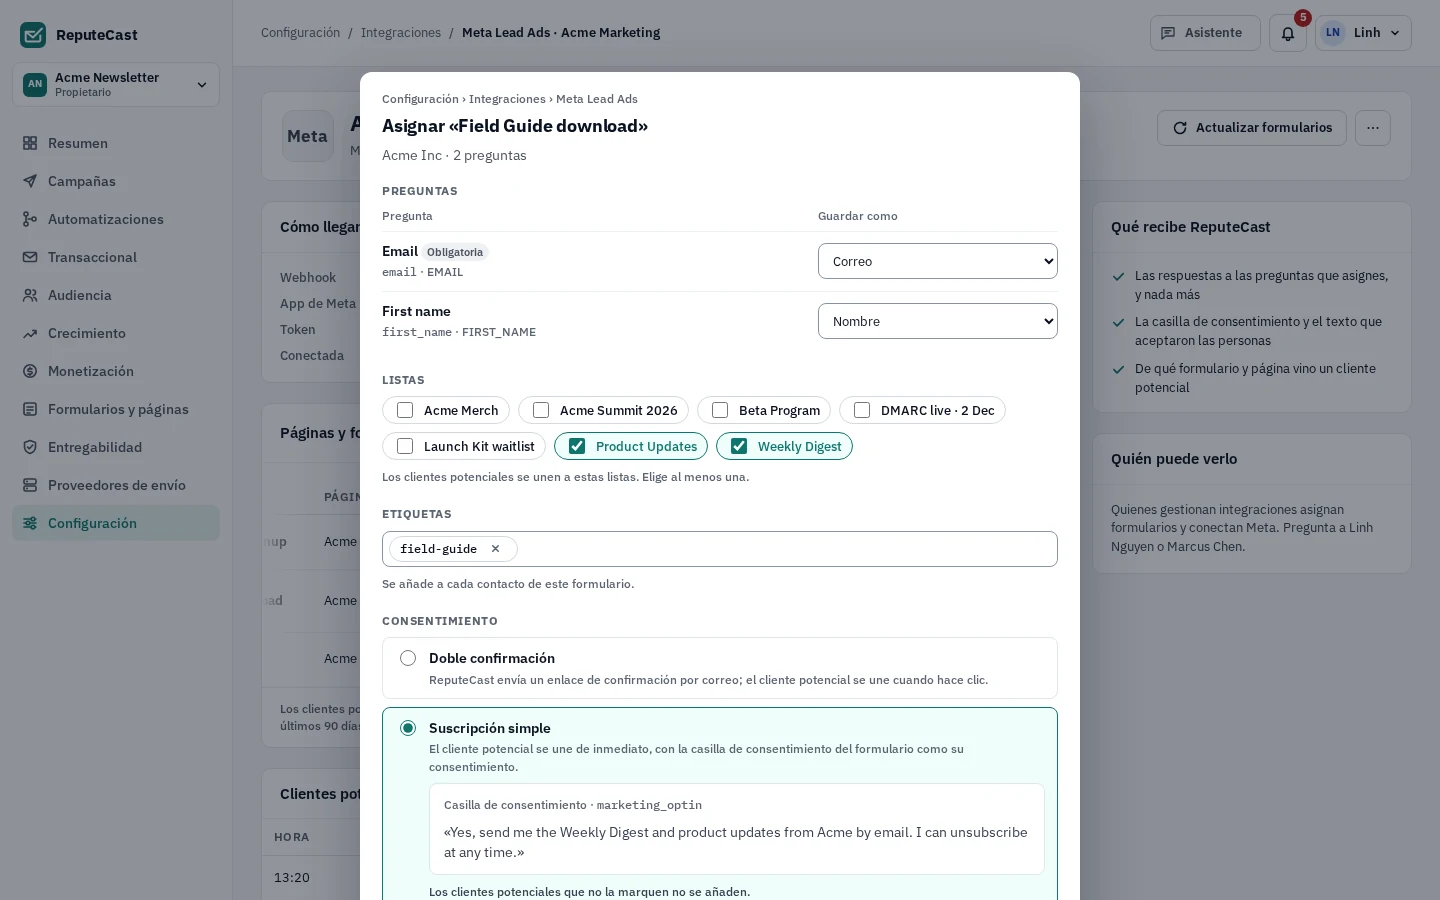 ReputeCast
AN
Acme Newsletter
Propietario
Resumen
Campañas
Automatizaciones
Transaccional
Audiencia
Crecimiento
Monetización
Formularios y páginas
Entregabilidad
Proveedores de envío
Configuración
Configuración / Integraciones / Meta Lead Ads · Acme Marketing
Asistente
5
LN
Linh
Meta
A
M
Actualizar formularios
Cómo llegar
Webhook
App de Meta
Token
Conectada
Páginas y fo
PÁGIN
nup
Acme
ad
Acme
Acme
Los clientes po
últimos 90 días
Clientes pot
HORA
13:20
Configuración › Integraciones › Meta Lead Ads
Asignar «Field Guide download»
Acme Inc · 2 preguntas
PREGUNTAS
Pregunta
Guardar como
Email Obligatoria
email · EMAIL
Correo
First name
first_name · FIRST_NAME
Nombre
LISTAS
Acme Merch
Acme Summit 2026
Beta Program
DMARC live · 2 Dec
Launch Kit waitlist
Product Updates
Weekly Digest
Los clientes potenciales se unen a estas listas. Elige al menos una.
ETIQUETAS
field-guide
Se añade a cada contacto de este formulario.
CONSENTIMIENTO
Doble confirmación
ReputeCast envía un enlace de confirmación por correo; el cliente potencial se une cuando hace clic.
Suscripción simple
El cliente potencial se une de inmediato, con la casilla de consentimiento del formulario como su
consentimiento.
Casilla de consentimiento · marketing_optin
«Yes, send me the Weekly Digest and product updates from Acme by email. I can unsubscribe
at any time.»
Los clientes potenciales que no la marquen no se añaden.
Qué recibe ReputeCast
Las respuestas a las preguntas que asignes,
y nada más
La casilla de consentimiento y el texto que
aceptaron las personas
De qué formulario y página vino un cliente
potencial
Quién puede verlo
Quienes gestionan integraciones asignan
formularios y conectan Meta. Pregunta a Linh
Nguyen o Marcus Chen.